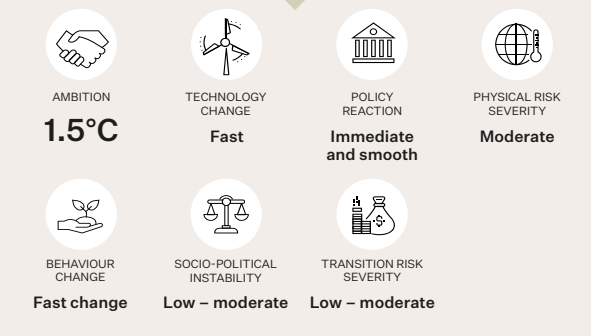 AMBITION
1.5°C
TECHNOLOGY
CHANGE
Fast
POLICY
REACTION
Immediate
and smooth
PHYSICAL RISK
SEVERITY
Moderate
BEHAVIOUR
CHANGE
Fast change
SOCIO-POLITICAL
INSTABILITY
Low – moderate
TRANSITION RISK
SEVERITY
Low – moderate